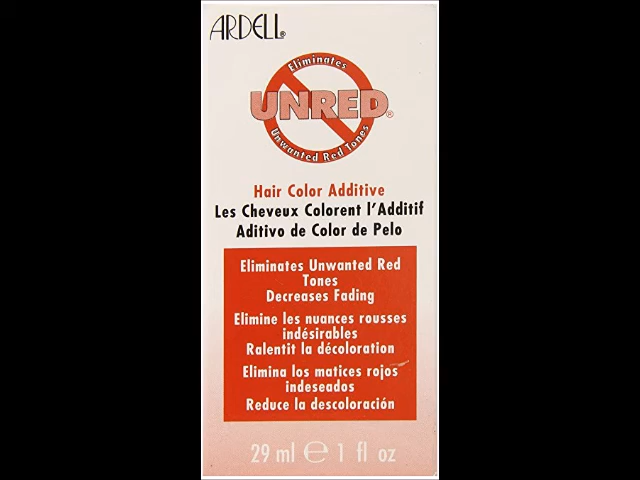 ARDELL®
Eliminates
UNRED®
Unwanted Red Tones
Hair Color Additive
Les Cheveux Colorent l'Additif
Aditivo de Color de Pelo
Eliminates Unwanted Red
Tones
Decreases Fading
Elimine les nuances rousses
indésirables
Ralentit la décoloration
Elimina los matices rojos
indeseados
Reduce la descoloración
29 ml ℮ 1 fl oz